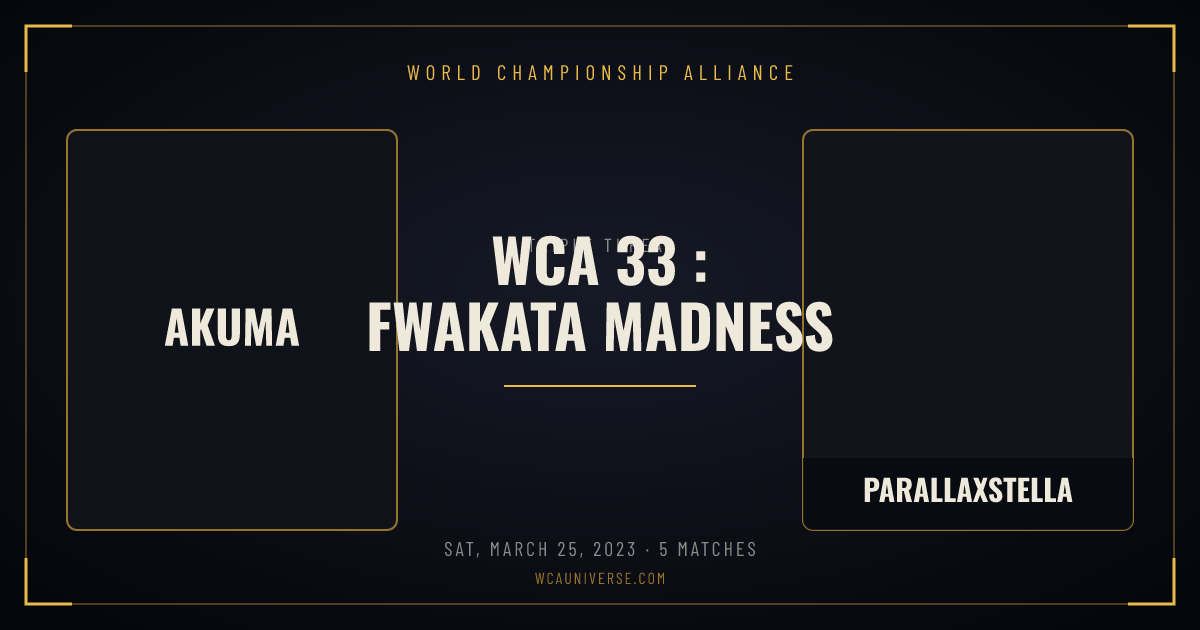 WORLD CHAMPIONSHIP ALLIANCE
WCA 33 :
FWAKATA MADNESS
AKUMA
PARALLAXSTELLA
SAT, MARCH 25, 2023 · 5 MATCHES
WCAUNIVERSE.COM